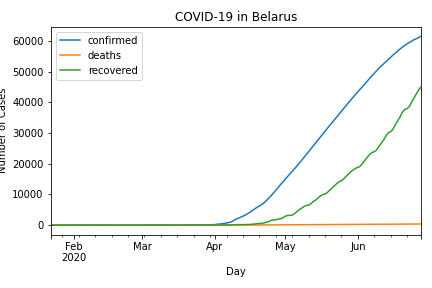 COVID-19 in Belarus
confirmed
deaths
recovered
60000
50000
40000
30000
20000
10000
0
Number of Cases
Feb
2020
Mar
Apr
May
Jun
Day